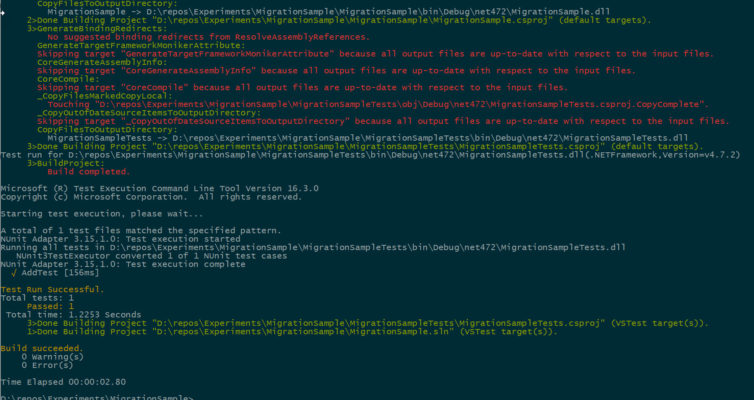 CopyFilesToOutputDirectory:
MigrationSample -> D:\repos\Experiments\MigrationSample\MigrationSample\bin\Debug\net472\MigrationSample.dll
2>Done Building Project "D:\repos\Experiments\MigrationSample\MigrationSample\MigrationSample.csproj" (default targets).
3>GenerateBindingRedirects:
No suggested binding redirects from ResolveAssemblyReferences.
GenerateTargetFrameworkMonikerAttribute:
Skipping target "GenerateTargetFrameworkMonikerAttribute" because all output files are up-to-date with respect to the input files.
CoreGenerateAssemblyInfo:
Skipping target "CoreGenerateAssemblyInfo" because all output files are up-to-date with respect to the input files.
CoreCompile:
Skipping target "CoreCompile" because all output files are up-to-date with respect to the input files.
_CopyFilesMarkedCopyLocal:
Touching "D:\repos\Experiments\MigrationSample\MigrationSampleTests\obj\Debug\net472\MigrationSampleTests.csproj.CopyComplete".
_CopyOutOfDateSourceItemsToOutputDirectory:
Skipping target "_CopyOutOfDateSourceItemsToOutputDirectory" because all output files are up-to-date with respect to the input files.
CopyFilesToOutputDirectory:
MigrationSampleTests -> D:\repos\Experiments\MigrationSample\MigrationSampleTests\bin\Debug\net472\MigrationSampleTests.dll
3>Done Building Project "D:\repos\Experiments\MigrationSample\MigrationSampleTests\MigrationSampleTests.csproj" (default targets).
Test run for D:\repos\Experiments\MigrationSample\MigrationSampleTests\bin\Debug\net472\MigrationSampleTests.dll(.NETFramework,Version=v4.7.2)
3>BuildProject:
Build completed.
Microsoft (R) Test Execution Command Line Tool Version 16.3.0
Copyright (c) Microsoft Corporation.  All rights reserved.
Starting test execution, please wait...
A total of 1 test files matched the specified pattern.
NUnit Adapter 3.15.1.0: Test execution started
Running all tests in D:\repos\Experiments\MigrationSample\MigrationSampleTests\bin\Debug\net472\MigrationSampleTests.dll
NUnit3TestExecutor converted 1 of 1 NUnit test cases
NUnit Adapter 3.15.1.0: Test execution complete
√ AddTest [156ms]
Test Run Successful.
Total tests: 1
Passed: 1
Total time: 1.2253 Seconds
3>Done Building Project "D:\repos\Experiments\MigrationSample\MigrationSampleTests\MigrationSampleTests.csproj" (VSTest target(s)).
1>Done Building Project "D:\repos\Experiments\MigrationSample\MigrationSample.sln" (VSTest target(s)).
Build succeeded.
0 Warning(s)
0 Error(s)
Time Elapsed 00:00:02.80
D:\repos\Experiments\MigrationSample>